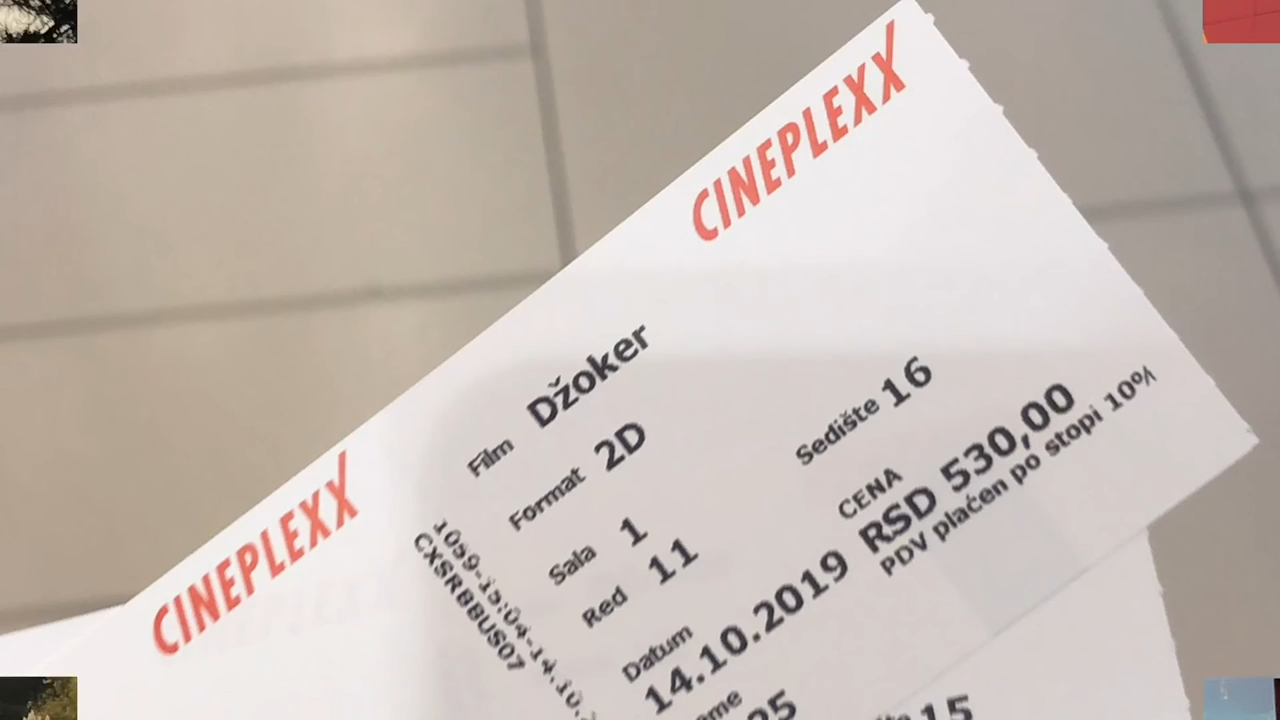 CINEPLEXX
CINEPLEXX
Film Džoker
Format 2D
Sala 1
Sedište 16
Red 11
CENA
Datum
14.10.2019 RSD 530,00
PDV plaćen po stopi 10%
CXSRBBUS07
15